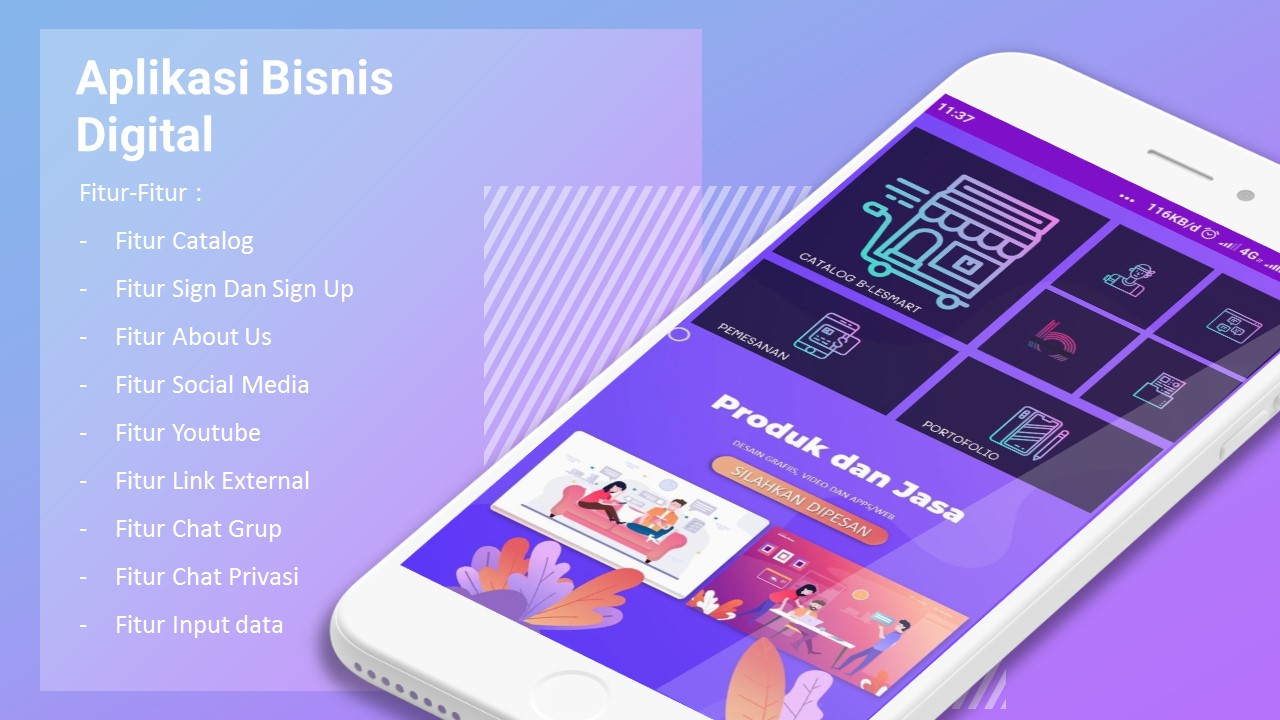 Aplikasi Bisnis
Digital
Fitur-Fitur :
- Fitur Catalog
- Fitur Sign Dan Sign Up
- Fitur About Us
- Fitur Social Media
- Fitur Youtube
- Fitur Link External
- Fitur Chat Grup
- Fitur Chat Privasi
- Fitur Input data
11:37
... 116KB/d 4G
CATALOG B-LESMART
PEMESANAN
PORTOFOLIO
Produk dan Jasa
DESAIN GRAFIS, VIDEO DAN APPS/WEB
SILAHKAN DIPESAN